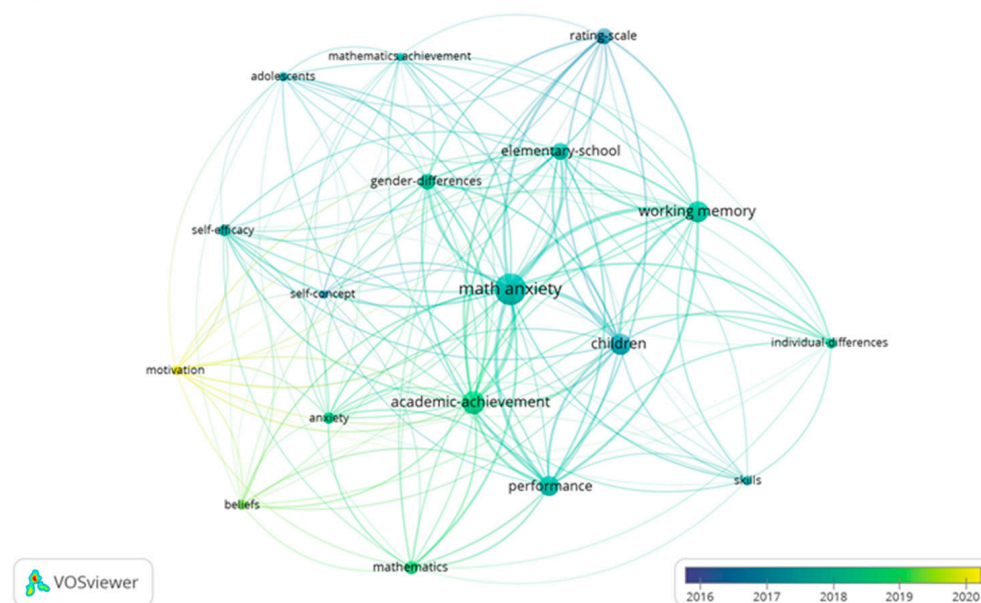 rating-scale
mathematics achievement
adolescents
elementary-school
gender-differences
working memory
self-efficacy
math anxiety
self-concept
children
individual-differences
motivation
academic-achievement
anxiety
skills
performance
beliefs
mathematics
VOSviewer
2016 2017 2018 2019 2020